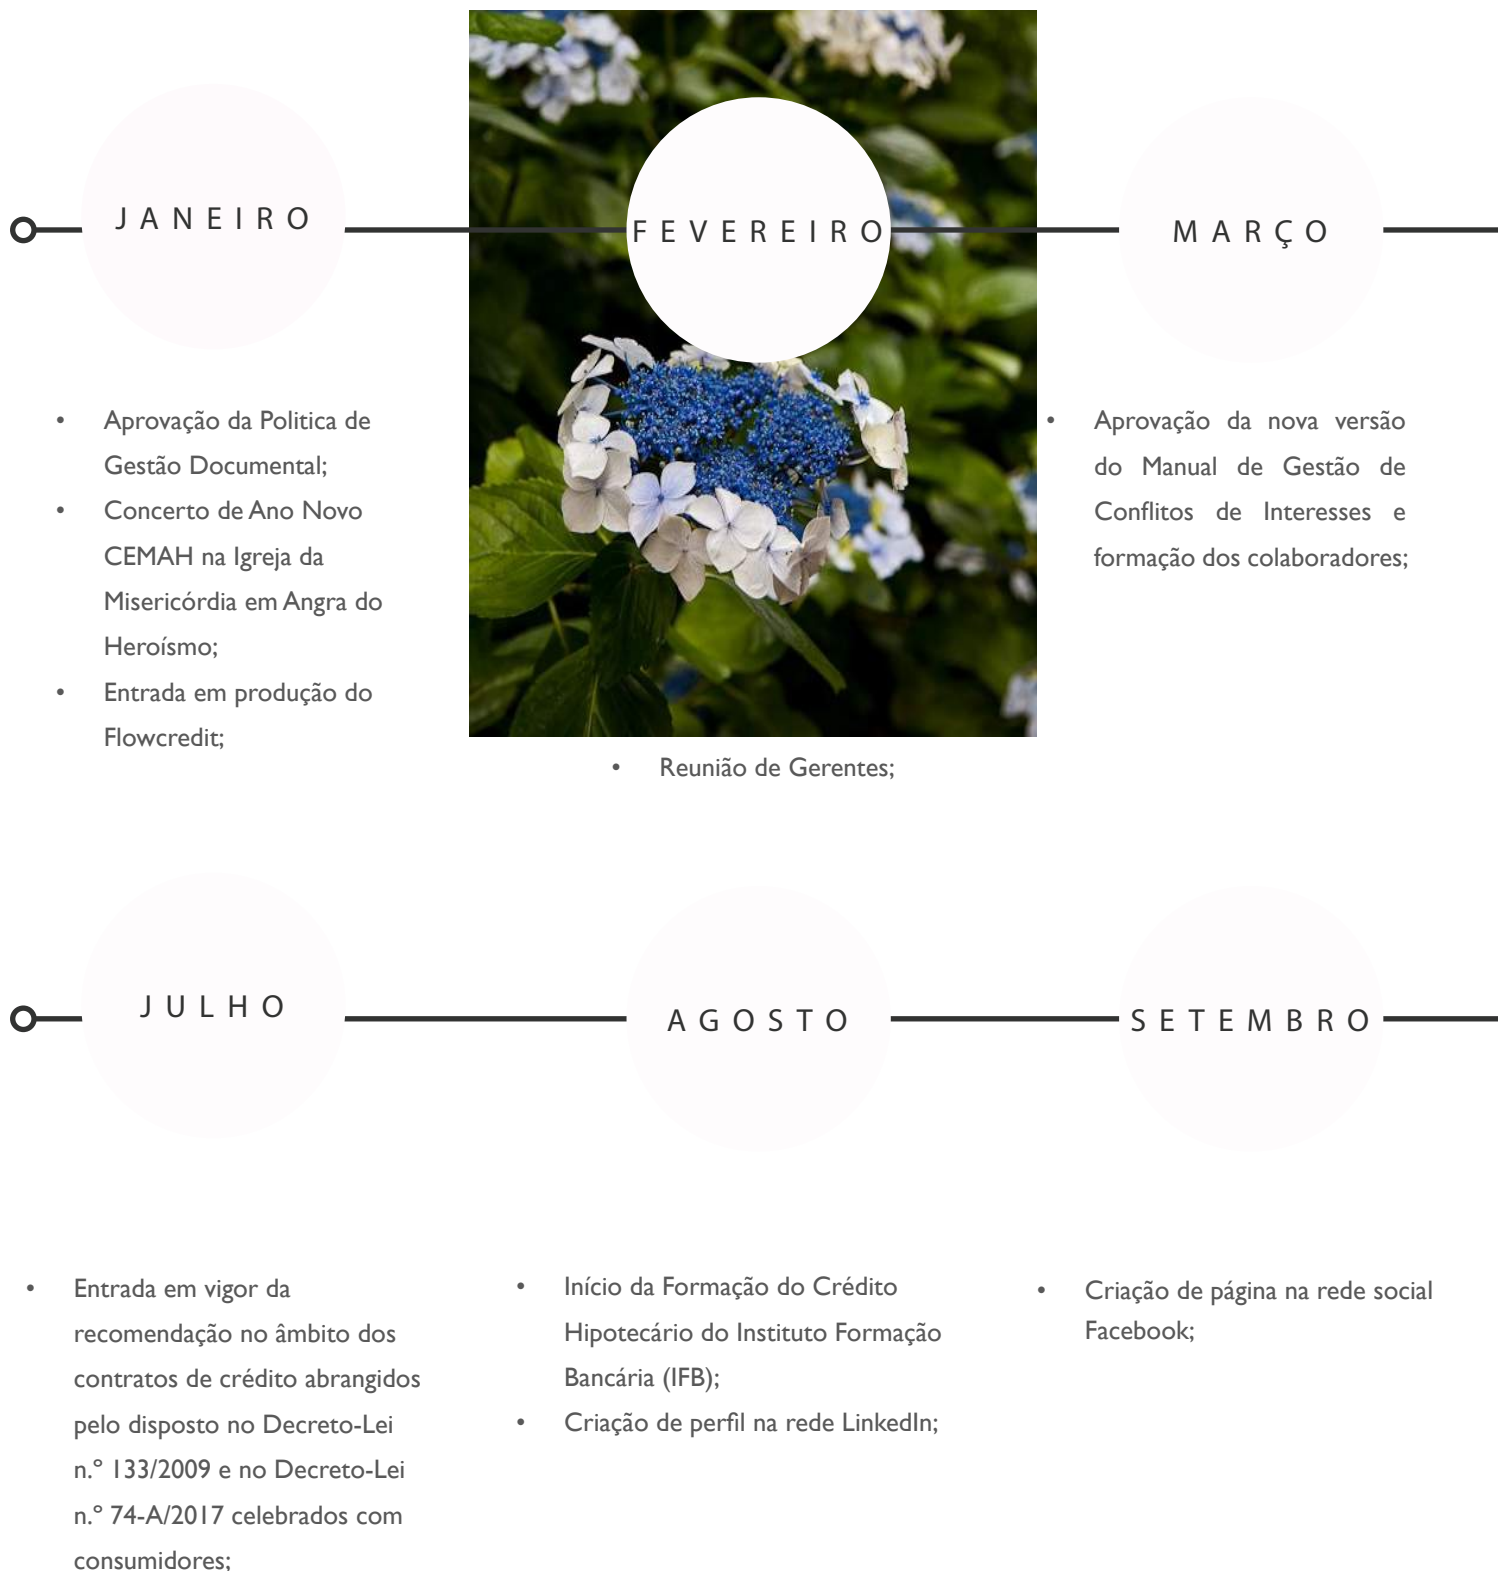 JANEIRO
FEVEREIRO
MARÇO
• Aprovação da Politica de
Gestão Documental;
• Concerto de Ano Novo
CEMAH na Igreja da
Misericórdia em Angra do
Heroísmo;
• Entrada em produção do
Flowcredit;
• Reunião de Gerentes;
• Aprovação da nova versão
do Manual de Gestão de
Conflitos de Interesses e
formação dos colaboradores;
JULHO
AGOSTO
SETEMBRO
• Entrada em vigor da
recomendação no âmbito dos
contratos de crédito abrangidos
pelo disposto no Decreto-Lei
n.º 133/2009 e no Decreto-Lei
n.º 74-A/2017 celebrados com
consumidores;
• Início da Formação do Crédito
Hipotecário do Instituto Formação
Bancária (IFB);
• Criação de perfil na rede LinkedIn;
• Criação de página na rede social
Facebook;